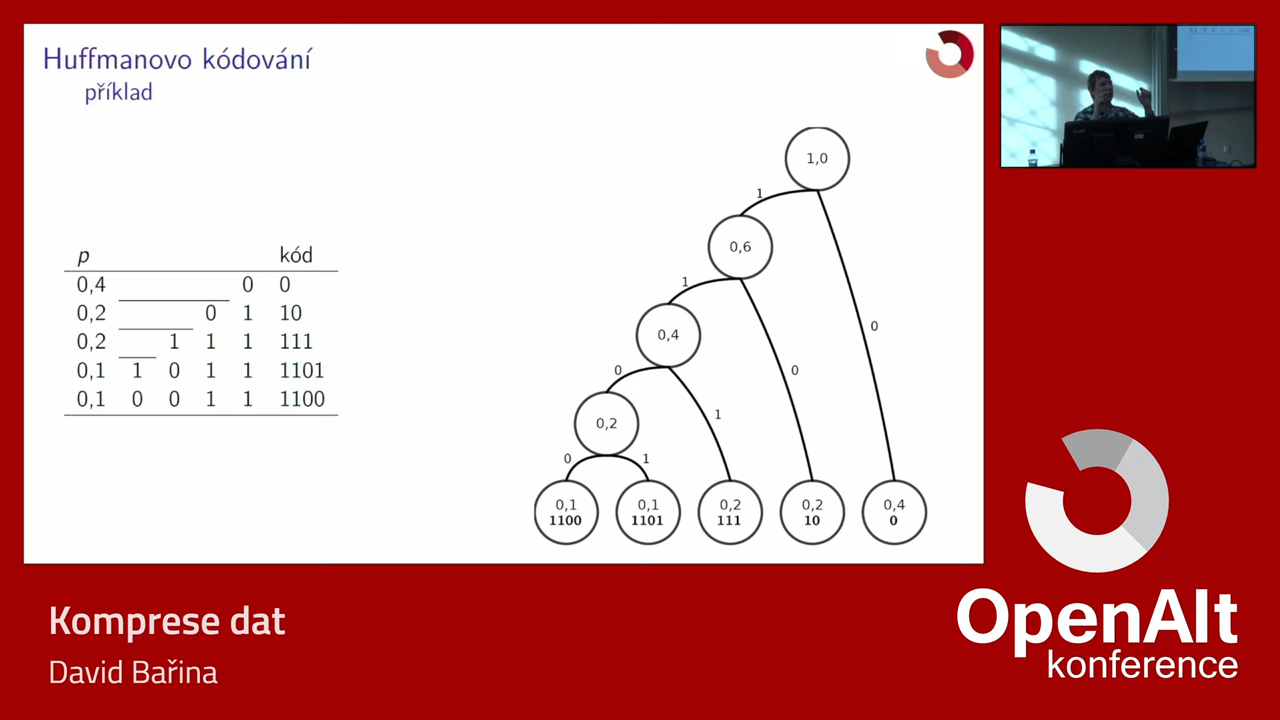 Huffmanovo kódování
příklad
p kód
0,4 0 0
0,2 0 1 10
0,2 1 1 1 111
0,1 1 0 1 1 1101
0,1 0 0 1 1 1100
1,0
1
0,6
1
0
0,4
0
0
1
0,2
0 1
0,1 0,1 0,2 0,2 0,4
1100 1101 111 10 0
Komprese dat
David Bařina
OpenAlt
konference